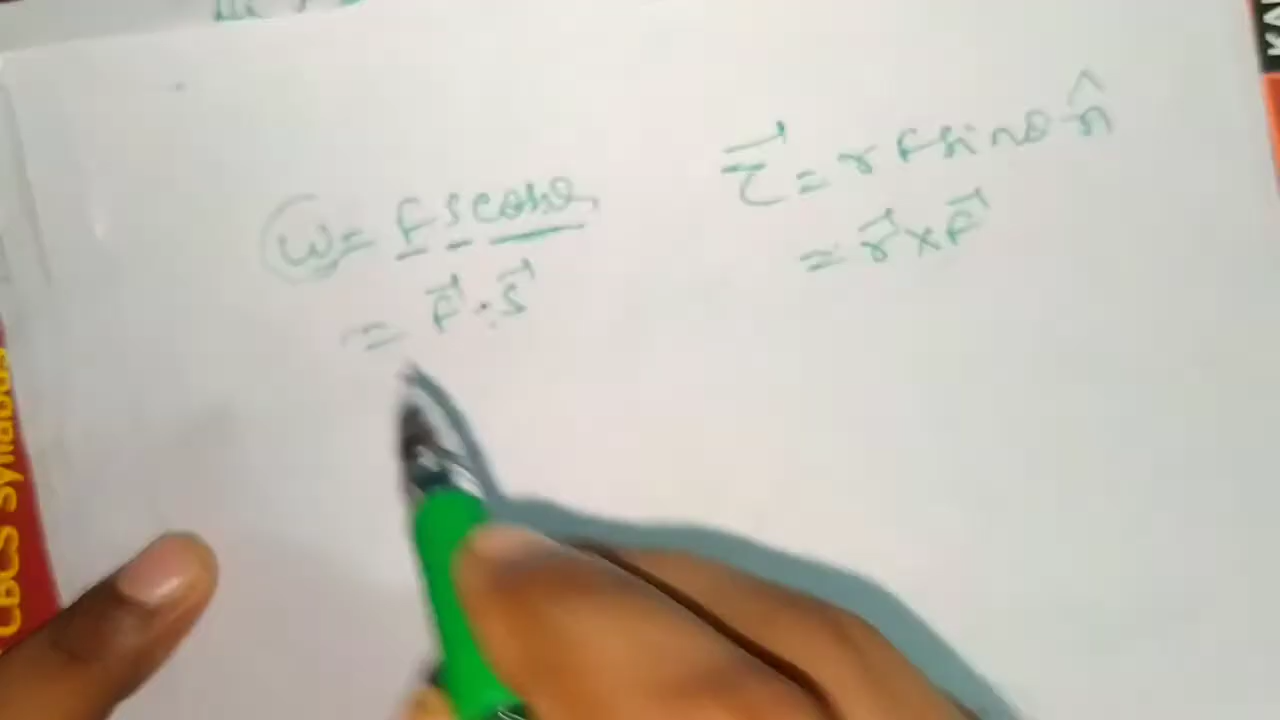 W = F S cosθ
= F⃗ · S⃗
τ⃗ = r F sinθ n̂
= r⃗ × F⃗
CBCS Syllabus